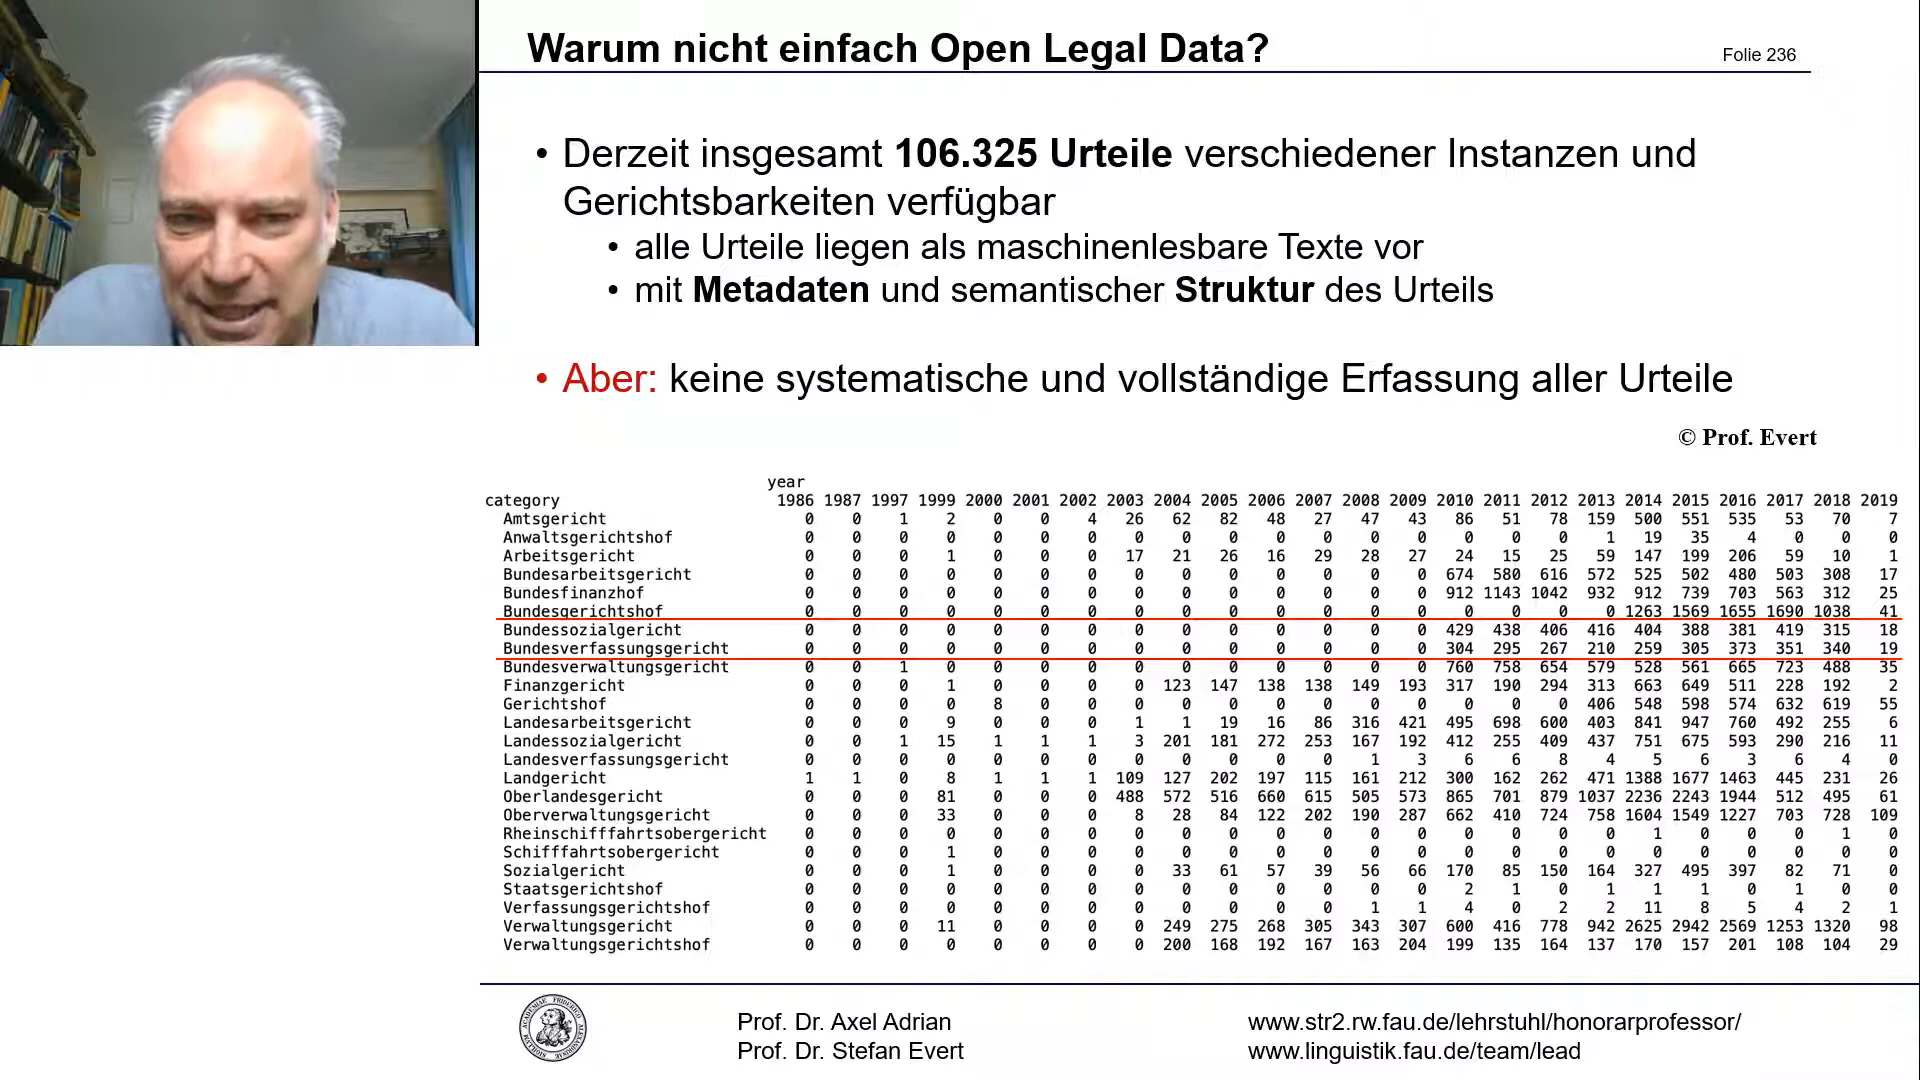 Warum nicht einfach Open Legal Data?
Folie 236
• Derzeit insgesamt 106.325 Urteile verschiedener Instanzen und
Gerichtsbarkeiten verfügbar
• alle Urteile liegen als maschinenlesbare Texte vor
• mit Metadaten und semantischer Struktur des Urteils
• Aber: keine systematische und vollständige Erfassung aller Urteile
© Prof. Evert
year
category 1986 1987 1997 1999 2000 2001 2002 2003 2004 2005 2006 2007 2008 2009 2010 2011 2012 2013 2014 2015 2016 2017 2018 2019
Amtsgericht 0 0 1 2 0 0 4 26 62 82 48 27 47 43 86 51 78 159 500 551 535 53 70 7
Anwaltsgerichtshof 0 0 0 0 0 0 0 0 0 0 0 0 0 0 0 0 0 1 19 35 4 0 0 0
Arbeitsgericht 0 0 0 1 0 0 0 17 21 26 16 29 28 27 24 15 25 59 147 199 206 59 10 1
Bundesarbeitsgericht 0 0 0 0 0 0 0 0 0 0 0 0 0 0 674 580 616 572 525 502 480 503 308 17
Bundesfinanzhof 0 0 0 0 0 0 0 0 0 0 0 0 0 0 912 1143 1042 932 912 739 703 563 312 25
Bundesgerichtshof 0 0 0 0 0 0 0 0 0 0 0 0 0 0 0 0 0 0 1263 1569 1655 1690 1038 41
Bundessozialgericht 0 0 0 0 0 0 0 0 0 0 0 0 0 0 429 438 406 416 404 388 381 419 315 18
Bundesverfassungsgericht 0 0 0 0 0 0 0 0 0 0 0 0 0 0 304 295 267 210 259 305 373 351 340 19
Bundesverwaltungsgericht 0 0 1 0 0 0 0 0 0 0 0 0 0 0 760 758 654 579 528 561 665 723 488 35
Finanzgericht 0 0 0 1 0 0 0 0 123 147 138 138 149 193 317 190 294 313 663 649 511 228 192 2
Gerichtshof 0 0 0 0 8 0 0 0 0 0 0 0 0 0 0 0 0 406 548 598 574 632 619 55
Landesarbeitsgericht 0 0 0 9 0 0 0 1 1 19 16 86 316 421 495 698 600 403 841 947 760 492 255 6
Landessozialgericht 0 0 1 15 1 1 1 3 201 181 272 253 167 192 412 255 409 437 751 675 593 290 216 11
Landesverfassungsgericht 0 0 0 0 0 0 0 0 0 0 0 0 1 3 6 6 8 4 5 6 3 6 4 0
Landgericht 1 1 0 8 1 1 1 109 127 202 197 115 161 212 300 162 262 471 1388 1677 1463 445 231 26
Oberlandesgericht 0 0 0 81 0 0 0 488 572 516 660 615 505 573 865 701 879 1037 2236 2243 1944 512 495 61
Oberverwaltungsgericht 0 0 0 33 0 0 0 8 28 84 122 202 190 287 662 410 724 758 1604 1549 1227 703 728 109
Rheinschifffahrtsobergericht 0 0 0 0 0 0 0 0 0 0 0 0 0 0 0 0 0 0 1 0 0 0 1 0
Schifffahrtsobergericht 0 0 0 1 0 0 0 0 0 0 0 0 0 0 0 0 0 0 0 0 0 0 0 0
Sozialgericht 0 0 0 1 0 0 0 0 33 61 57 39 56 66 170 85 150 164 327 495 397 82 71 0
Staatsgerichtshof 0 0 0 0 0 0 0 0 0 0 0 0 0 0 2 1 0 1 1 1 0 1 0 0
Verfassungsgerichtshof 0 0 0 0 0 0 0 0 0 0 0 0 1 1 4 0 2 2 11 8 5 4 2 1
Verwaltungsgericht 0 0 0 11 0 0 0 0 249 275 268 305 343 307 600 416 778 942 2625 2942 2569 1253 1320 98
Verwaltungsgerichtshof 0 0 0 0 0 0 0 0 200 168 192 167 163 204 199 135 164 137 170 157 201 108 104 29
Prof. Dr. Axel Adrian
Prof. Dr. Stefan Evert
www.str2.rw.fau.de/lehrstuhl/honorarprofessor/
www.linguistik.fau.de/team/lead